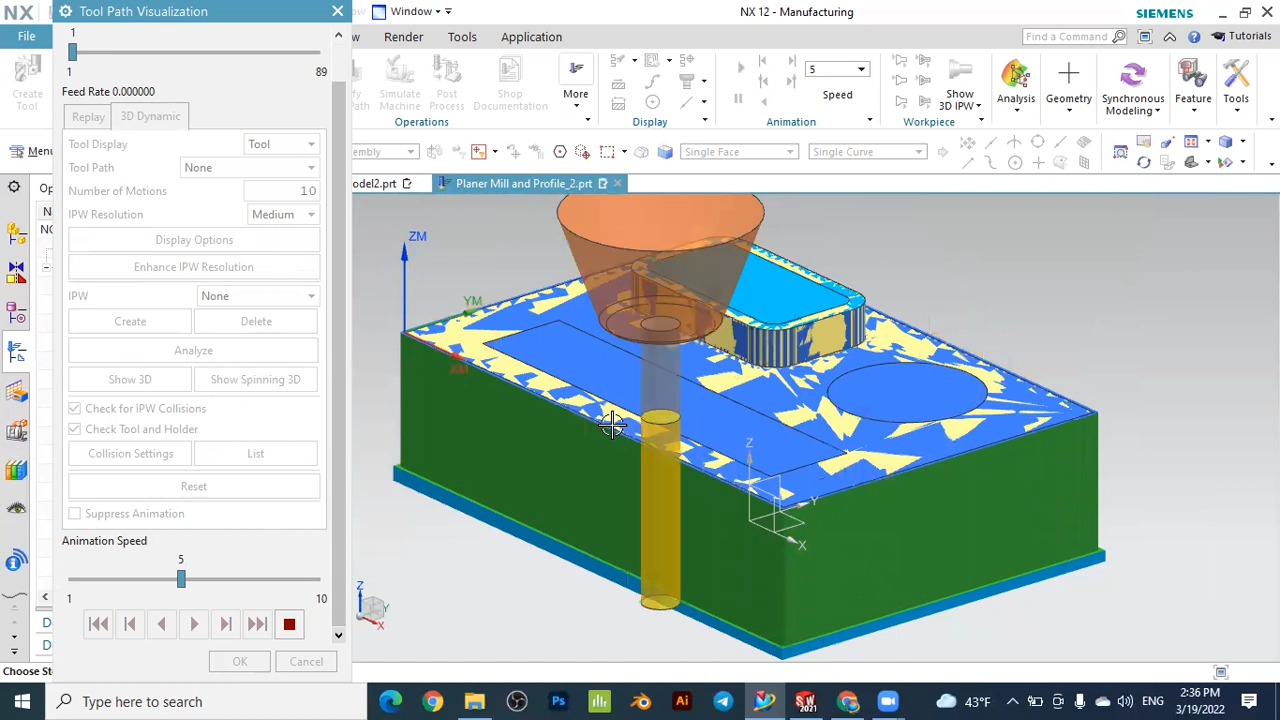 NX
Window
NX 12 - Manufacturing
SIEMENS
Tool Path Visualization
File
Render
Tools
Application
Find a Command
Tutorials
Create
Tool
Simulate
Machine
Post
Process
Shop
Documentation
More
5
Speed
Show
3D IPW
Analysis
Geometry
Synchronous
Modeling
Feature
Tools
Operations
Display
Animation
Workpiece
Menu
Single Face
Single Curve
Planer Mill and Profile_2.prt
1
1
89
Feed Rate 0.000000
Replay
3D Dynamic
Tool Display
Tool
Tool Path
None
Number of Motions
10
IPW Resolution
Medium
Display Options
Enhance IPW Resolution
IPW
None
Create
Delete
Analyze
Show 3D
Show Spinning 3D
Check for IPW Collisions
Check Tool and Holder
Collision Settings
List
Reset
Suppress Animation
Animation Speed
5
1
10
OK
Cancel
ZM
YM
XM
Z
Y
X
Z
Y
X
Type here to search
Ps
Ai
SW
2021
43°F
ENG
2:36 PM
3/19/2022